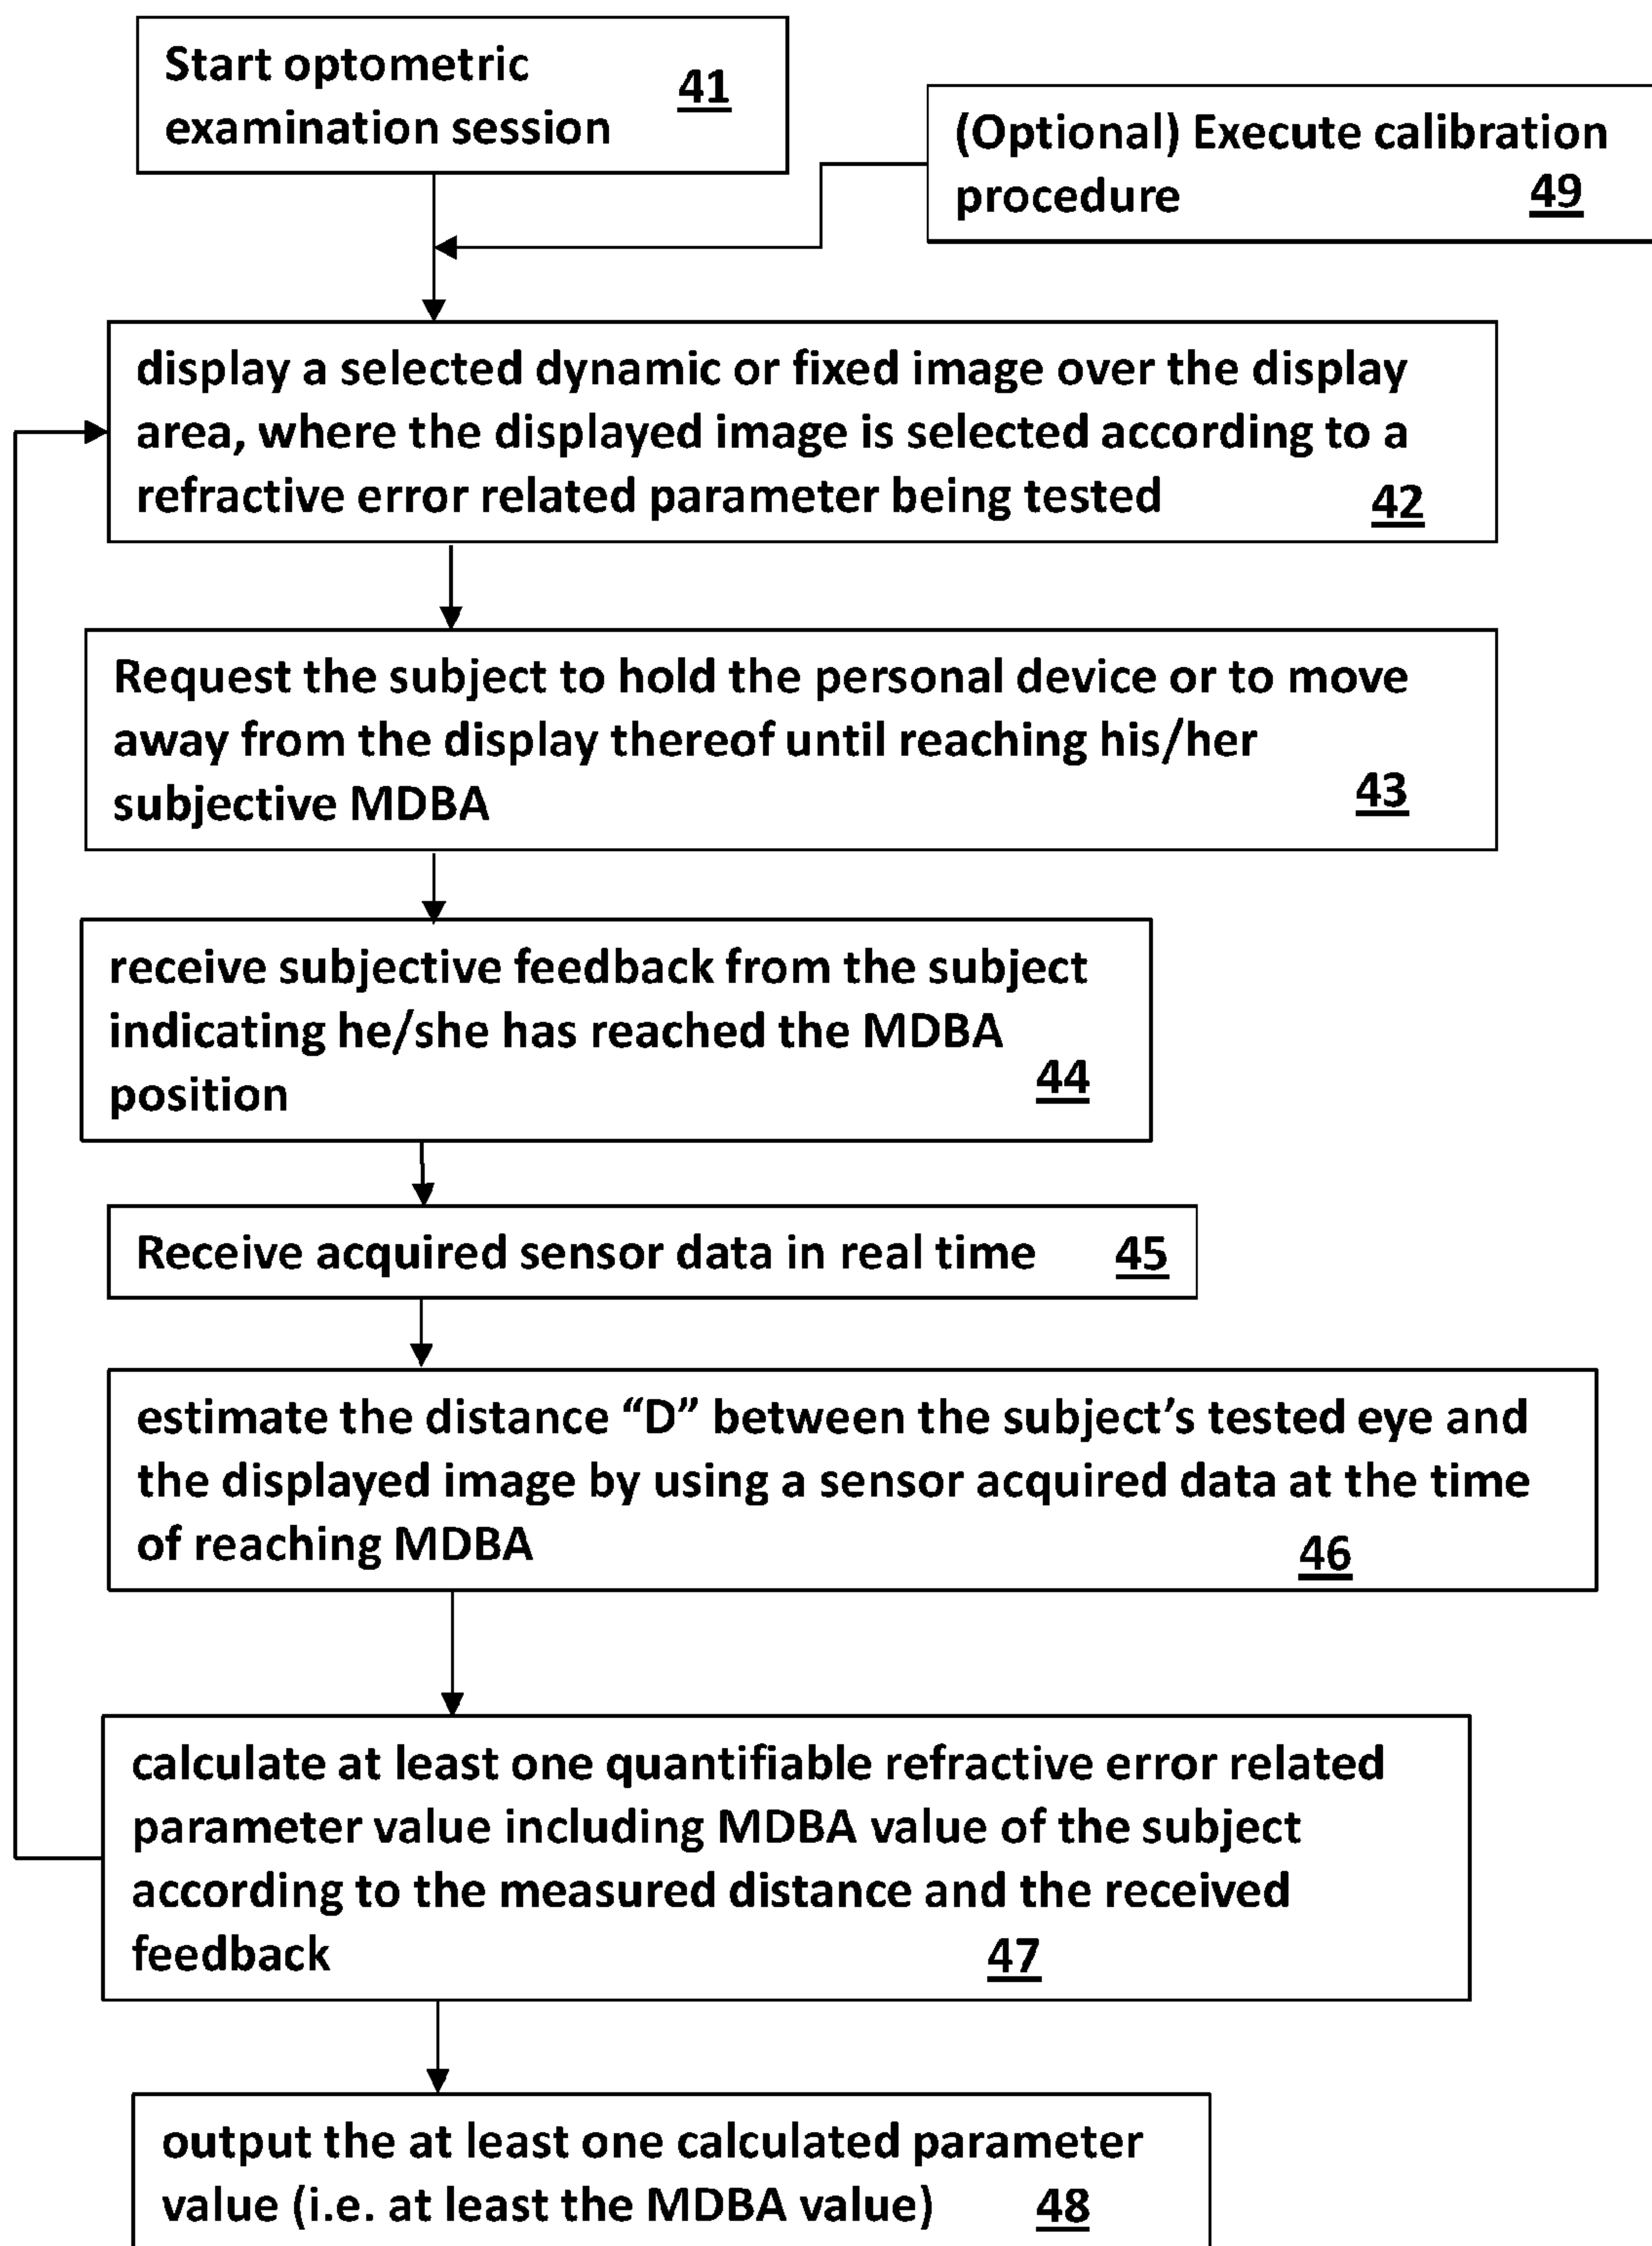 Start optometric
examination session
41
(Optional) Execute calibration
procedure
49
display a selected dynamic or fixed image over the display
area, where the displayed image is selected according to a
refractive error related parameter being tested
42
Request the subject to hold the personal device or to move
away from the display thereof until reaching his/her
subjective MDBA
43
receive subjective feedback from the subject
indicating he/she has reached the MDBA
position
44
Receive acquired sensor data in real time
45
estimate the distance “D” between the subject’s tested eye and
the displayed image by using a sensor acquired data at the time
of reaching MDBA
46
calculate at least one quantifiable refractive error related
parameter value including MDBA value of the subject
according to the measured distance and the received
feedback
47
output the at least one calculated parameter
value (i.e. at least the MDBA value)
48